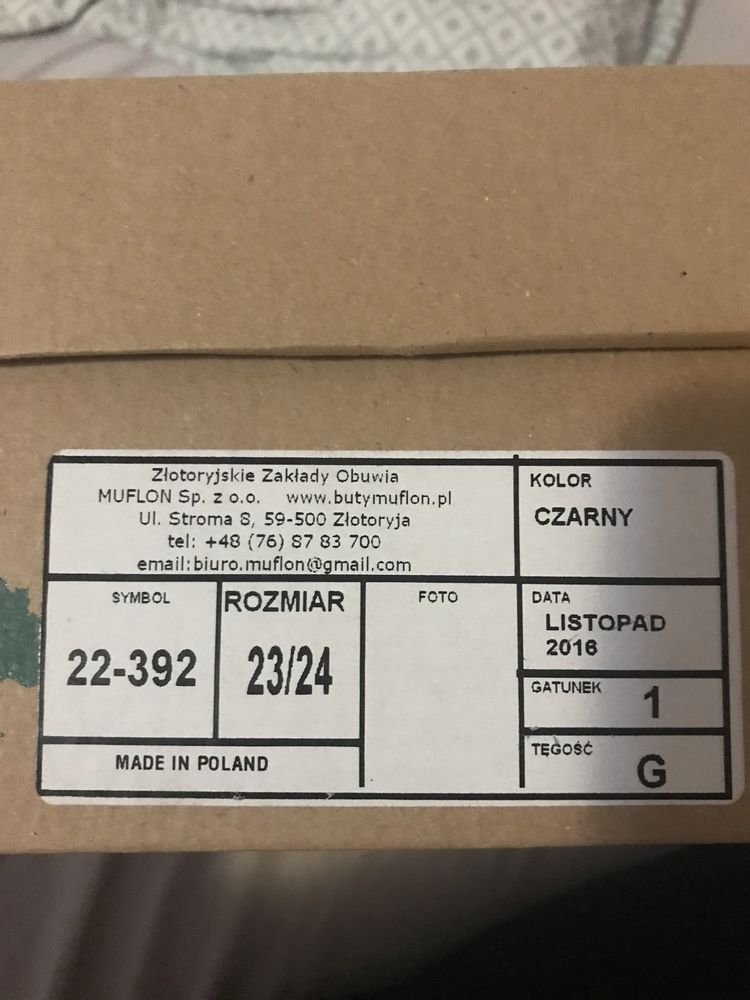 Złotoryjskie Zakłady Obuwia
MUFLON Sp. z o.o. www.butymuflon.pl
Ul. Stroma 8, 59-500 Złotoryja
tel: +48 (76) 87 83 700
email:biuro.muflon@gmail.com
KOLOR
CZARNY
SYMBOL
22-392
ROZMIAR
23/24
FOTO
DATA
LISTOPAD
2016
GATUNEK 1
TĘGOŚĆ
G
MADE IN POLAND